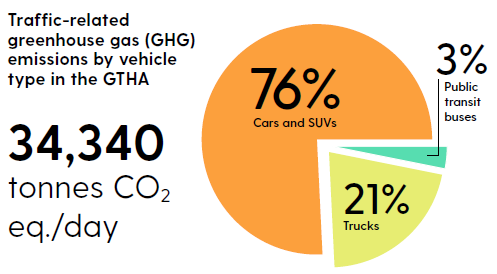 Traffic-related
greenhouse gas (GHG)
emissions by vehicle
type in the GTHA
34,340
tonnes CO₂
eq./day
76%
Cars and SUVs
3%
Public
transit
buses
21%
Trucks